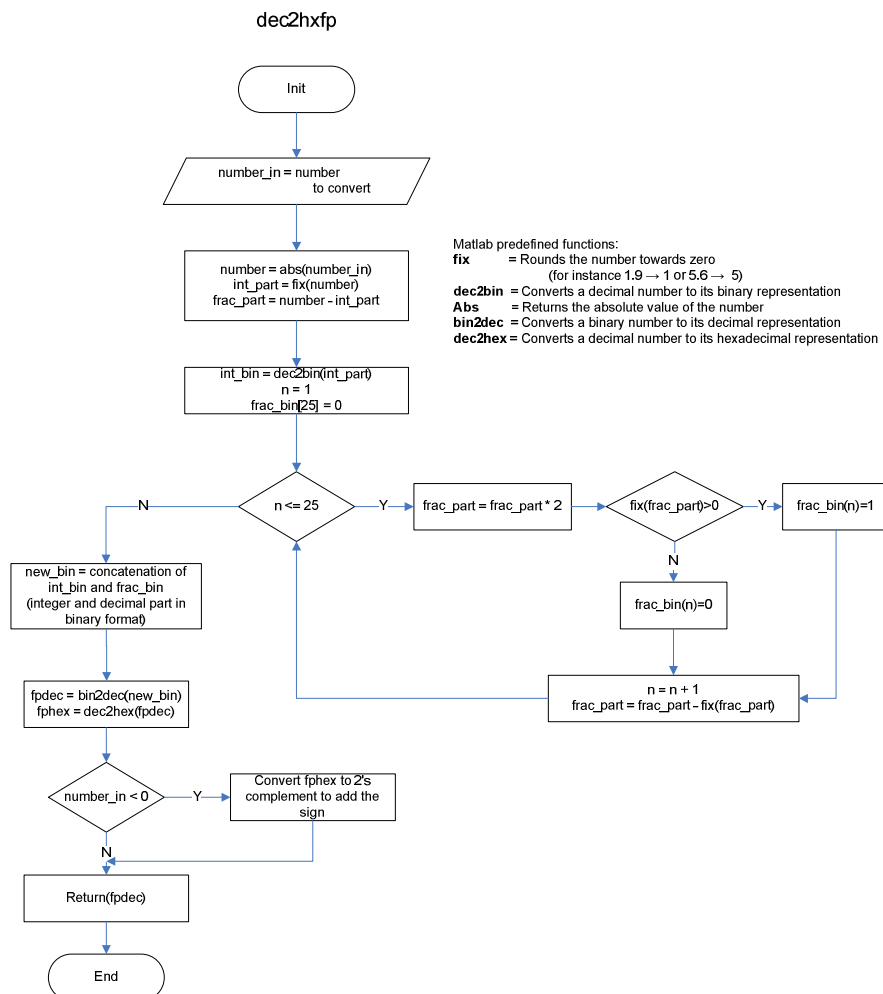 dec2hxfp
Init
number_in = number
to convert
number = abs(number_in)
int_part = fix(number)
frac_part = number - int_part
Matlab predefined functions:
fix = Rounds the number towards zero
(for instance 1.9 → 1 or 5.6 → 5)
dec2bin = Converts a decimal number to its binary representation
Abs = Returns the absolute value of the number
bin2dec = Converts a binary number to its decimal representation
dec2hex = Converts a decimal number to its hexadecimal representation
int_bin = dec2bin(int_part)
n = 1
frac_bin[25] = 0
n <= 25
N
Y
frac_part = frac_part * 2
fix(frac_part)>0
Y
frac_bin(n)=1
N
frac_bin(n)=0
n = n + 1
frac_part = frac_part - fix(frac_part)
new_bin = concatenation of
int_bin and frac_bin
(integer and decimal part in
binary format)
fpdec = bin2dec(new_bin)
fphex = dec2hex(fpdec)
number_in < 0
Y
Convert fphex to 2's
complement to add the
sign
N
Return(fpdec)
End